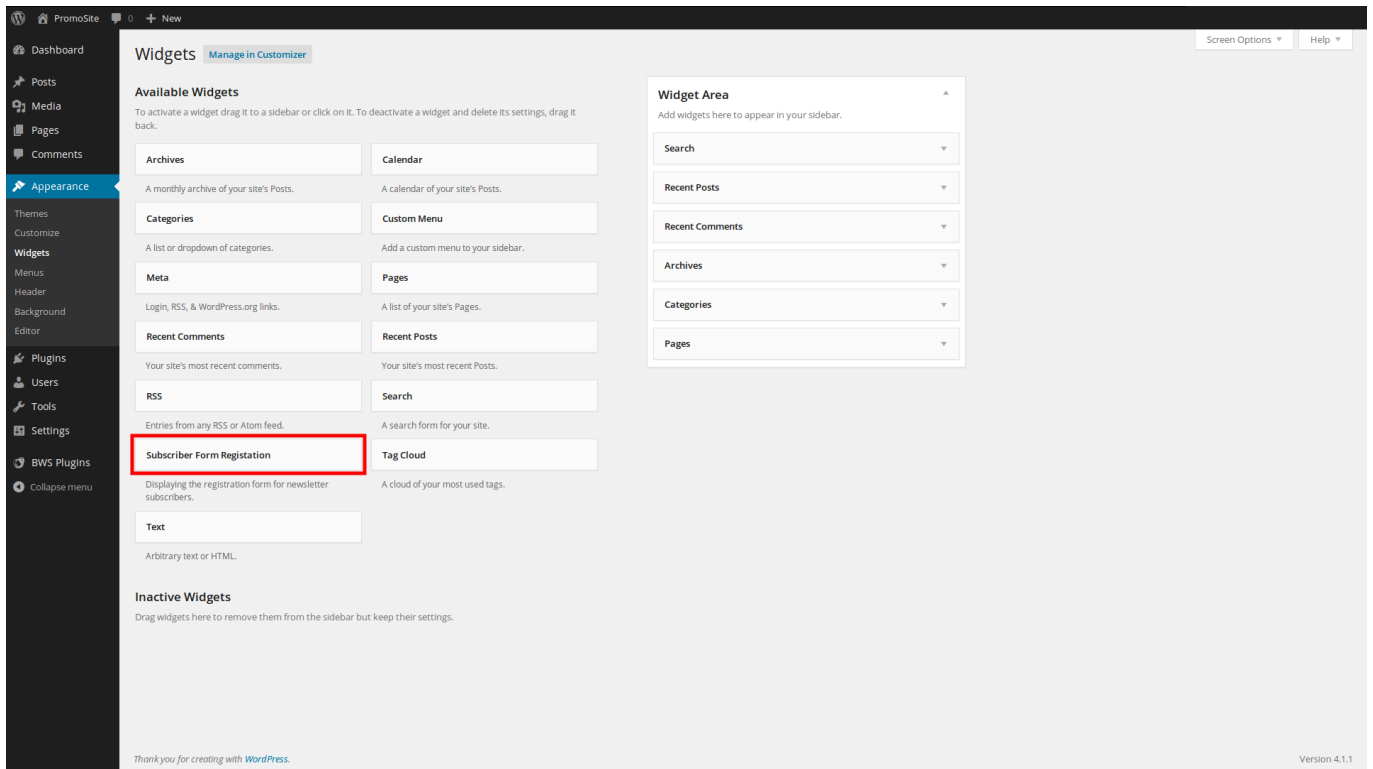 PromoSite 0 New
Dashboard
Posts
Media
Pages
Comments
Appearance
Themes
Customize
Widgets
Menus
Header
Background
Editor
Plugins
Users
Tools
Settings
BWS Plugins
Collapse menu
Screen Options Help
Widgets Manage in Customizer
Available Widgets
To activate a widget drag it to a sidebar or click on it. To deactivate a widget and delete its settings, drag it
back.
Archives Calendar
A monthly archive of your site's Posts. A calendar of your site's Posts.
Categories Custom Menu
A list or dropdown of categories. Add a custom menu to your sidebar.
Meta Pages
Login, RSS, & WordPress.org links. A list of your site's Pages.
Recent Comments Recent Posts
Your site's most recent comments. Your site's most recent Posts.
RSS Search
Entries from any RSS or Atom feed. A search form for your site.
Subscriber Form Registation Tag Cloud
Displaying the registration form for newsletter A cloud of your most used tags.
subscribers.
Text
Arbitrary text or HTML.
Inactive Widgets
Drag widgets here to remove them from the sidebar but keep their settings.
Widget Area
Add widgets here to appear in your sidebar.
Search
Recent Posts
Recent Comments
Archives
Categories
Pages
Thank you for creating with WordPress. Version 4.1.1